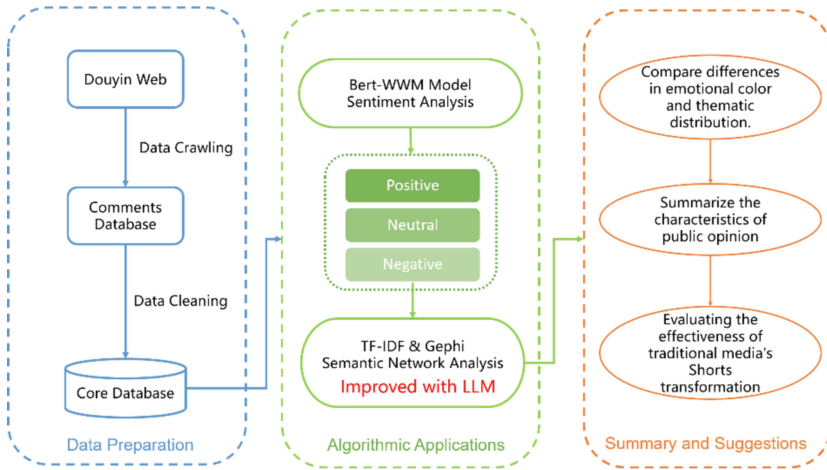 Douyin Web
Data Crawling
Comments
Database
Data Cleaning
Core Database
Data Preparation
Bert-WWM Model
Sentiment Analysis
Positive
Neutral
Negative
TF-IDF & Gephi
Semantic Network Analysis
Improved with LLM
Algorithmic Applications
Compare differences
in emotional color
and thematic
distribution.
Summarize the
characteristics of
public opinion
Evaluating the
effectiveness of
traditional media's
Shorts
transformation
Summary and Suggestions